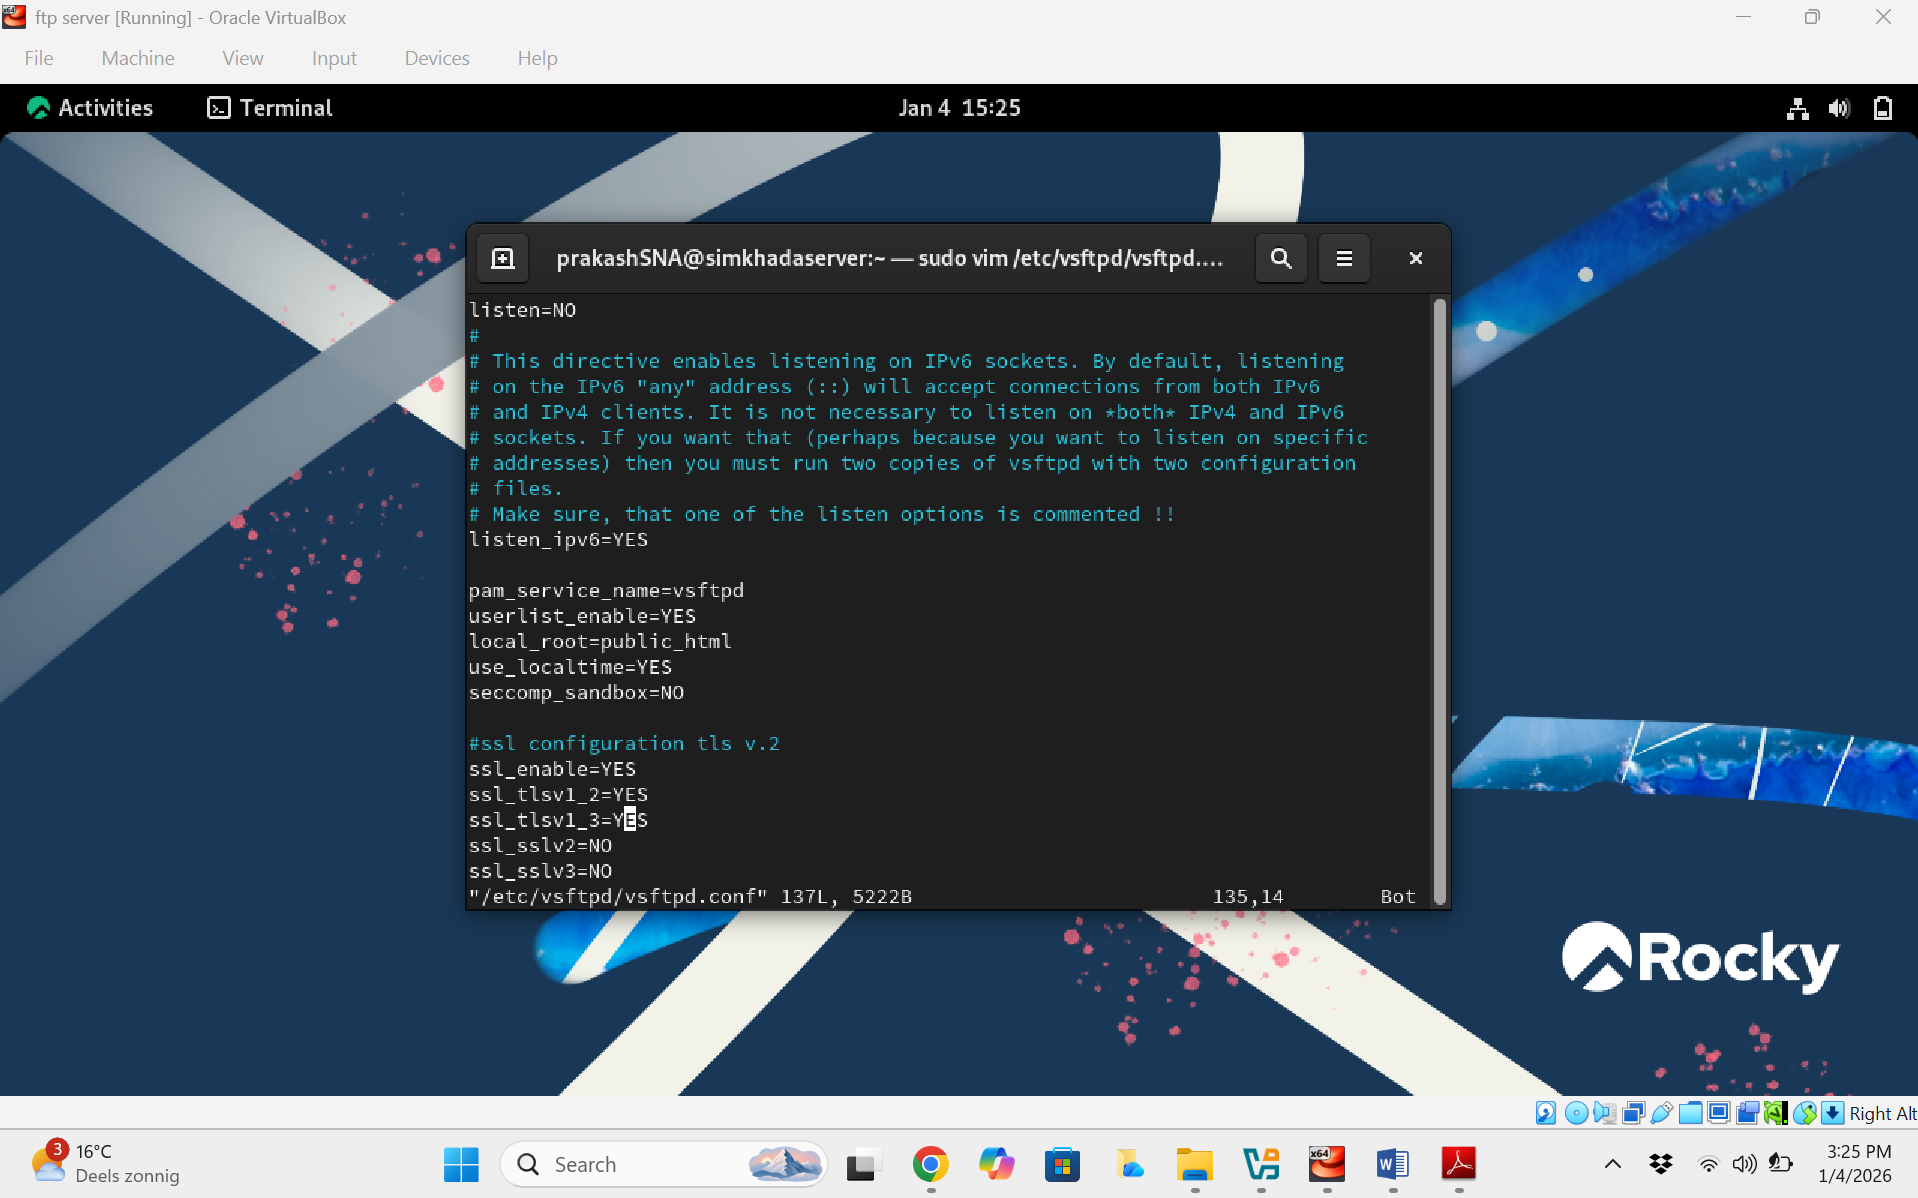 ftp server [Running] - Oracle VirtualBox
File Machine View Input Devices Help
Activities Terminal Jan 4 15:25
prakashSNA@simkhadaserver:~ — sudo vim /etc/vsftpd/vsftpd....
listen=NO
#
# This directive enables listening on IPv6 sockets. By default, listening
# on the IPv6 "any" address (::) will accept connections from both IPv6
# and IPv4 clients. It is not necessary to listen on *both* IPv4 and IPv6
# sockets. If you want that (perhaps because you want to listen on specific
# addresses) then you must run two copies of vsftpd with two configuration
# files.
# Make sure, that one of the listen options is commented !!
listen_ipv6=YES
pam_service_name=vsftpd
userlist_enable=YES
local_root=public_html
use_localtime=YES
seccomp_sandbox=NO
#ssl configuration tls v.2
ssl_enable=YES
ssl_tlsv1_2=YES
ssl_tlsv1_3=YES
ssl_sslv2=NO
ssl_sslv3=NO
"/etc/vsftpd/vsftpd.conf" 137L, 5222B 135,14 Bot
Rocky
Right Alt
3
16°C
Deels zonnig
Search
x64
3:25 PM
1/4/2026